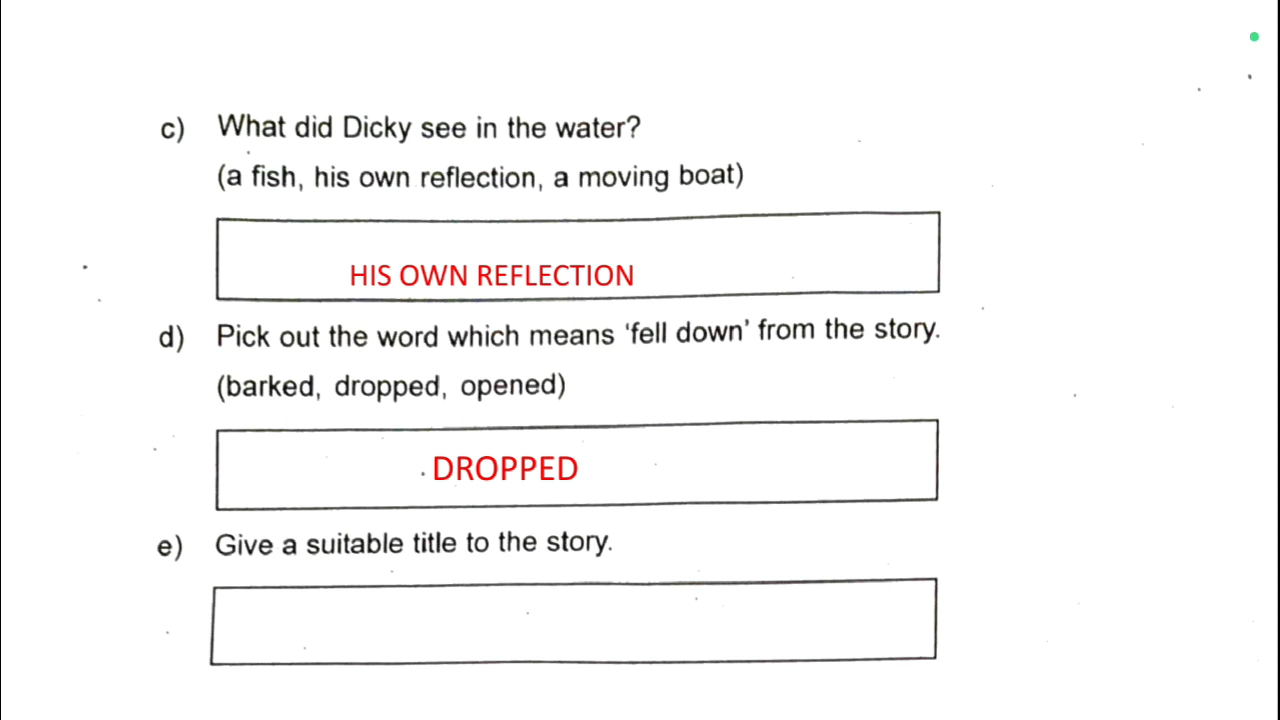 c) What did Dicky see in the water?
(a fish, his own reflection, a moving boat)
HIS OWN REFLECTION
d) Pick out the word which means 'fell down' from the story.
(barked, dropped, opened)
DROPPED
e) Give a suitable title to the story.